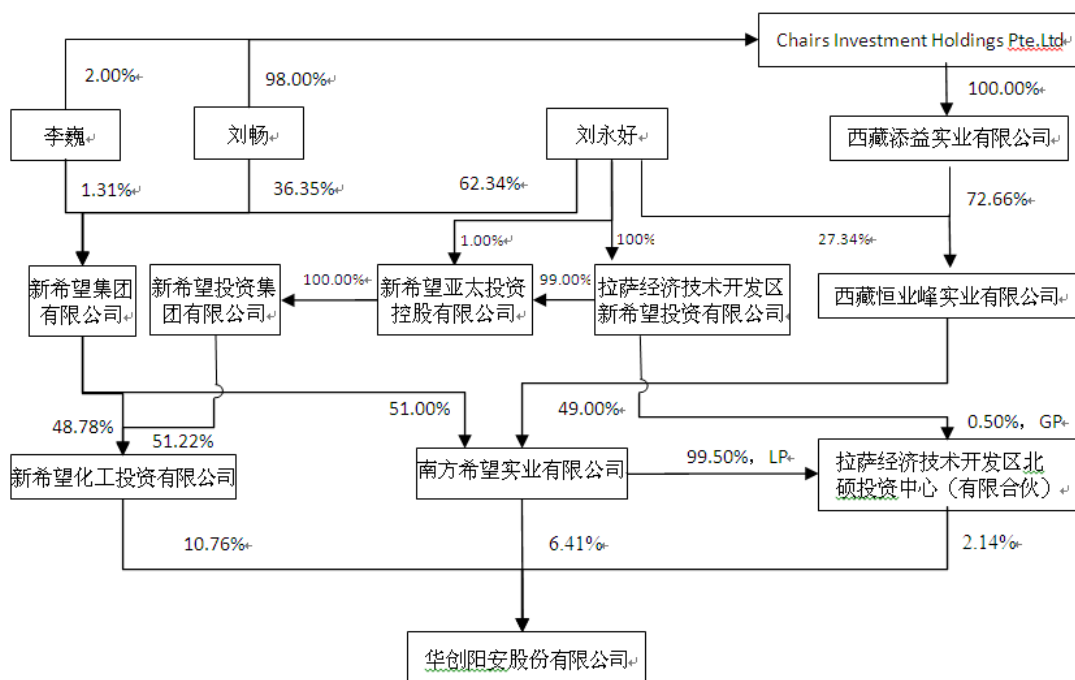 Chairs Investment Holdings Pte.Ltd
2.00%
98.00%
100.00%
李巍
刘畅
刘永好
西藏添益实业有限公司
1.31%
36.35%
62.34%
72.66%
1.00%
100%
27.34%
新希望集团
有限公司
新希望投资集
团有限公司
100.00%
新希望亚太投资
控股有限公司
99.00%
拉萨经济技术开发区
新希望投资有限公司
西藏恒业峰实业有限公司
48.78%
51.22%
51.00%
49.00%
0.50%，GP
新希望化工投资有限公司
南方希望实业有限公司
99.50%，LP
拉萨经济技术开发区北
硕投资中心（有限合伙）
10.76%
6.41%
2.14%
华创阳安股份有限公司